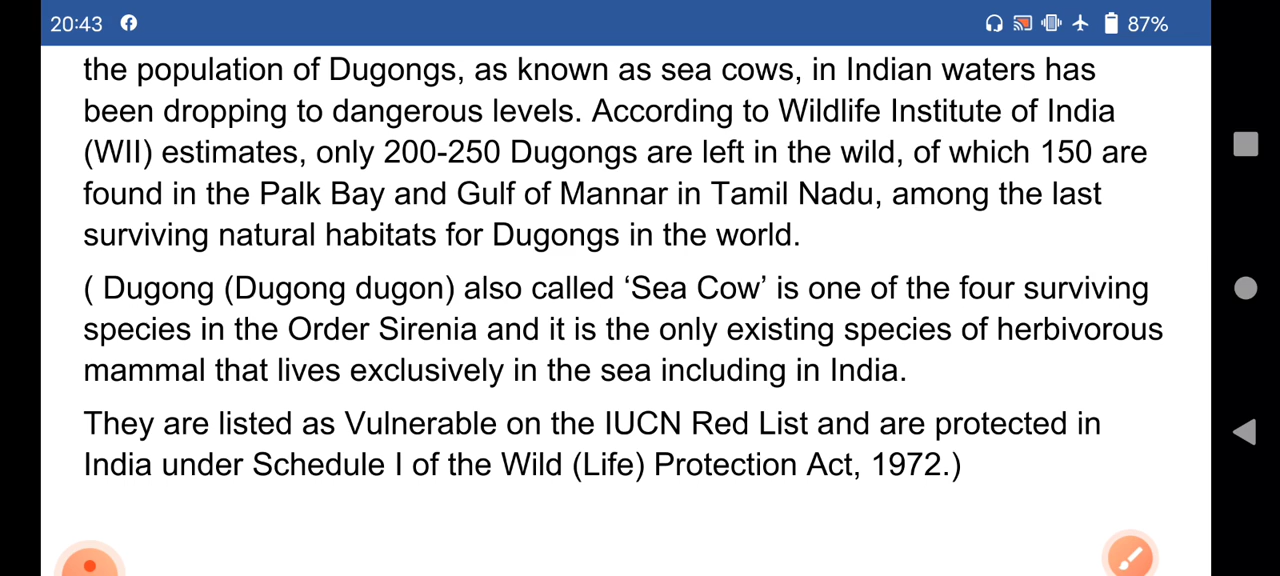 20:43 87%
the population of Dugongs, as known as sea cows, in Indian waters has
been dropping to dangerous levels. According to Wildlife Institute of India
(WII) estimates, only 200-250 Dugongs are left in the wild, of which 150 are
found in the Palk Bay and Gulf of Mannar in Tamil Nadu, among the last
surviving natural habitats for Dugongs in the world.
( Dugong (Dugong dugon) also called ‘Sea Cow’ is one of the four surviving
species in the Order Sirenia and it is the only existing species of herbivorous
mammal that lives exclusively in the sea including in India.
They are listed as Vulnerable on the IUCN Red List and are protected in
India under Schedule I of the Wild (Life) Protection Act, 1972.)